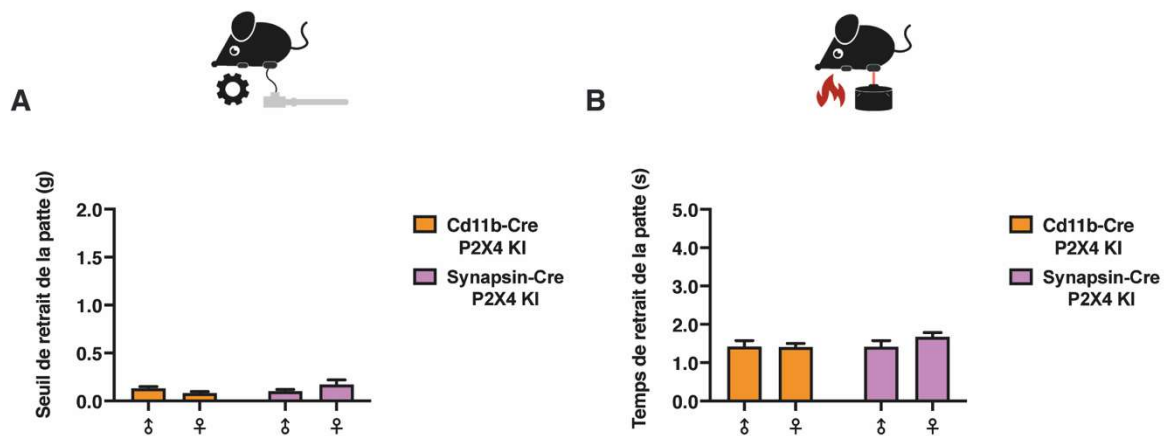 A
Seuil de retrait de la patte (g)
2.0
1.5
1.0
0.5
0.0
♂ ♀ ♂ ♀
Cd11b-Cre
P2X4 KI
Synapsin-Cre
P2X4 KI
B
Temps de retrait de la patte (s)
5.0
4.0
3.0
2.0
1.0
0.0
♂ ♀ ♂ ♀
Cd11b-Cre
P2X4 KI
Synapsin-Cre
P2X4 KI